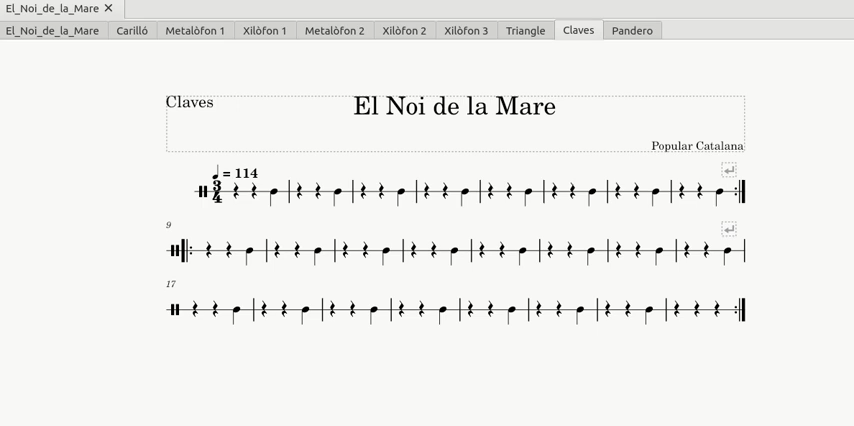 El_Noi_de_la_Mare
El_Noi_de_la_Mare Carilló Metalòfon 1 Xilòfon 1 Metalòfon 2 Xilòfon 2 Xilòfon 3 Triangle Claves Pandero
Claves
El Noi de la Mare
Popular Catalana
= 114
3
4
9
17